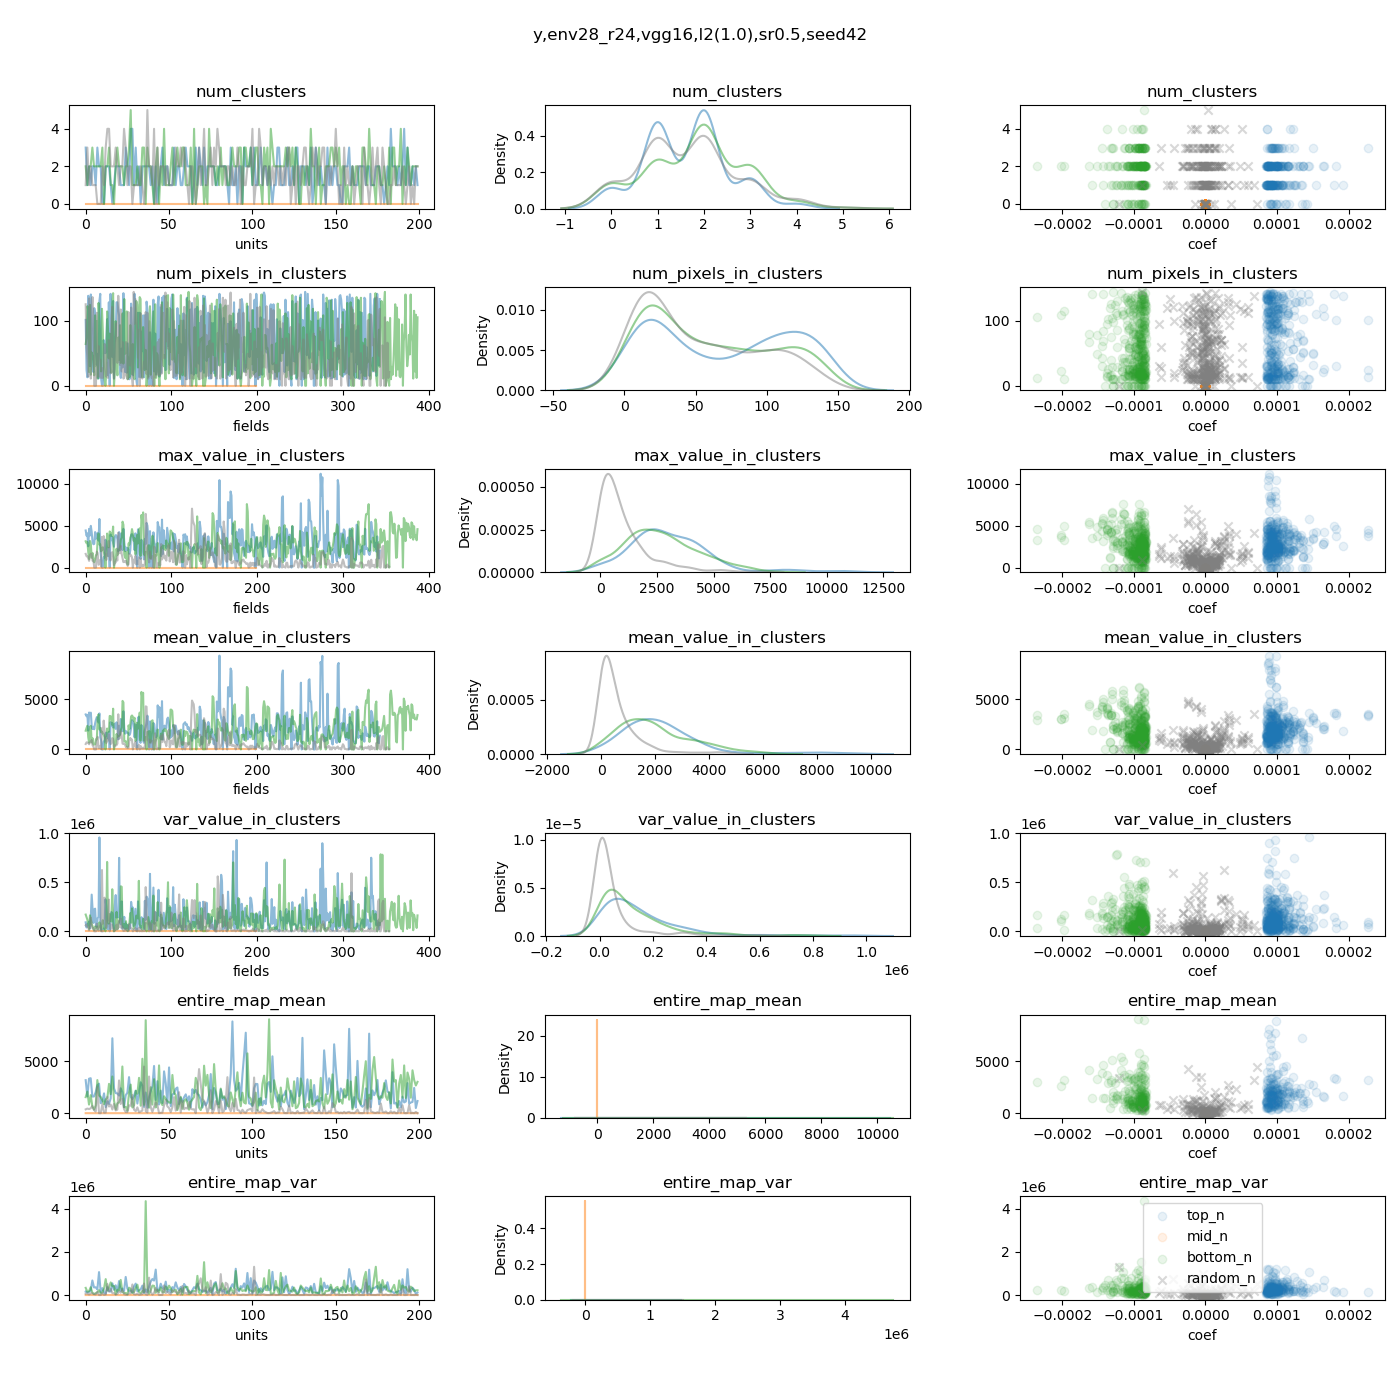 y,env28_r24,vgg16,l2(1.0),sr0.5,seed42
num_clusters
4
2
0
0 50 100 150 200
units
num_clusters
Density
0.4
0.2
0.0
−1 0 1 2 3 4 5 6
num_clusters
4
2
0
−0.0002 −0.0001 0.0000 0.0001 0.0002
coef
num_pixels_in_clusters
100
0
0 100 200 300 400
fields
num_pixels_in_clusters
Density
0.010
0.005
0.000
−50 0 50 100 150 200
num_pixels_in_clusters
100
0
−0.0002 −0.0001 0.0000 0.0001 0.0002
coef
max_value_in_clusters
10000
5000
0
0 100 200 300 400
fields
max_value_in_clusters
Density
0.00050
0.00025
0.00000
0 2500 5000 7500 10000 12500
max_value_in_clusters
10000
5000
0
−0.0002 −0.0001 0.0000 0.0001 0.0002
coef
mean_value_in_clusters
5000
0
0 100 200 300 400
fields
mean_value_in_clusters
Density
0.0005
0.0000
−2000 0 2000 4000 6000 8000 10000
mean_value_in_clusters
5000
0
−0.0002 −0.0001 0.0000 0.0001 0.0002
coef
var_value_in_clusters
1e6
1.0
0.5
0.0
0 100 200 300 400
fields
var_value_in_clusters
1e−5
Density
1.0
0.5
0.0
−0.2 0.0 0.2 0.4 0.6 0.8 1.0
1e6
var_value_in_clusters
1e6
1.0
0.5
0.0
−0.0002 −0.0001 0.0000 0.0001 0.0002
coef
entire_map_mean
5000
0
0 50 100 150 200
units
entire_map_mean
Density
20
10
0
0 2000 4000 6000 8000 10000
entire_map_mean
5000
0
−0.0002 −0.0001 0.0000 0.0001 0.0002
coef
entire_map_var
1e6
4
2
0
0 50 100 150 200
units
entire_map_var
Density
0.4
0.2
0.0
0 1 2 3 4
1e6
entire_map_var
1e6
4
2
0
top_n
mid_n
bottom_n
random_n
−0.0002 −0.0001 0.0000 0.0001 0.0002
coef